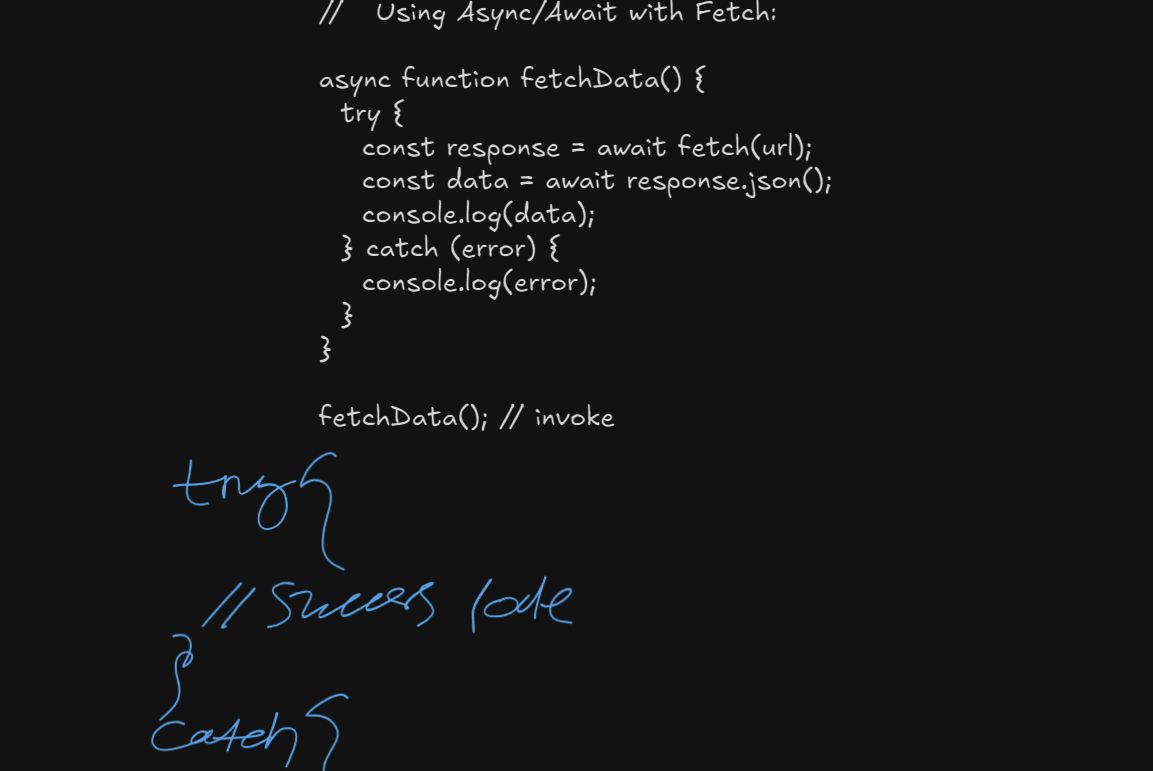 // Using Async/Await with Fetch:
async function fetchData() {
try {
const response = await fetch(url);
const data = await response.json();
console.log(data);
} catch (error) {
console.log(error);
}
}
fetchData(); // invoke
try{
// Success code
}
catch{